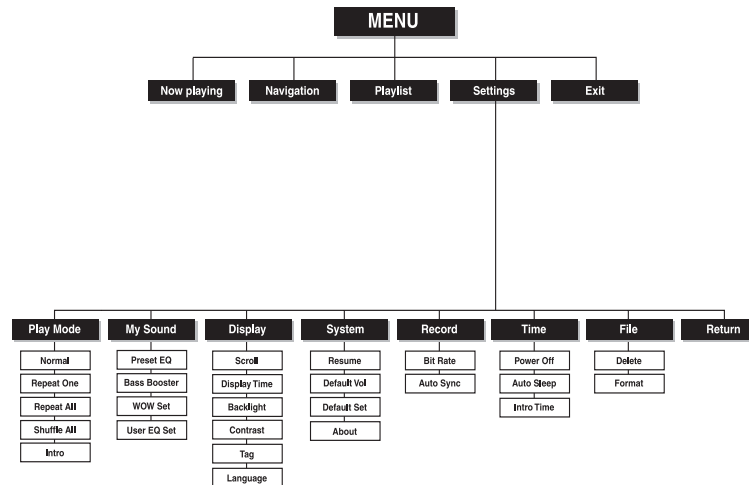 MENU
Now playing
Navigation
Playlist
Settings
Exit
Play Mode
My Sound
Display
System
Record
Time
File
Return
Normal
Repeat One
Repeat All
Shuffle All
Intro
Preset EQ
Bass Booster
WOW Set
User EQ Set
Scroll
Display Time
Backlight
Contrast
Tag
Language
Resume
Default Vol
Default Set
About
Bit Rate
Auto Sync
Power Off
Auto Sleep
Intro Time
Delete
Format